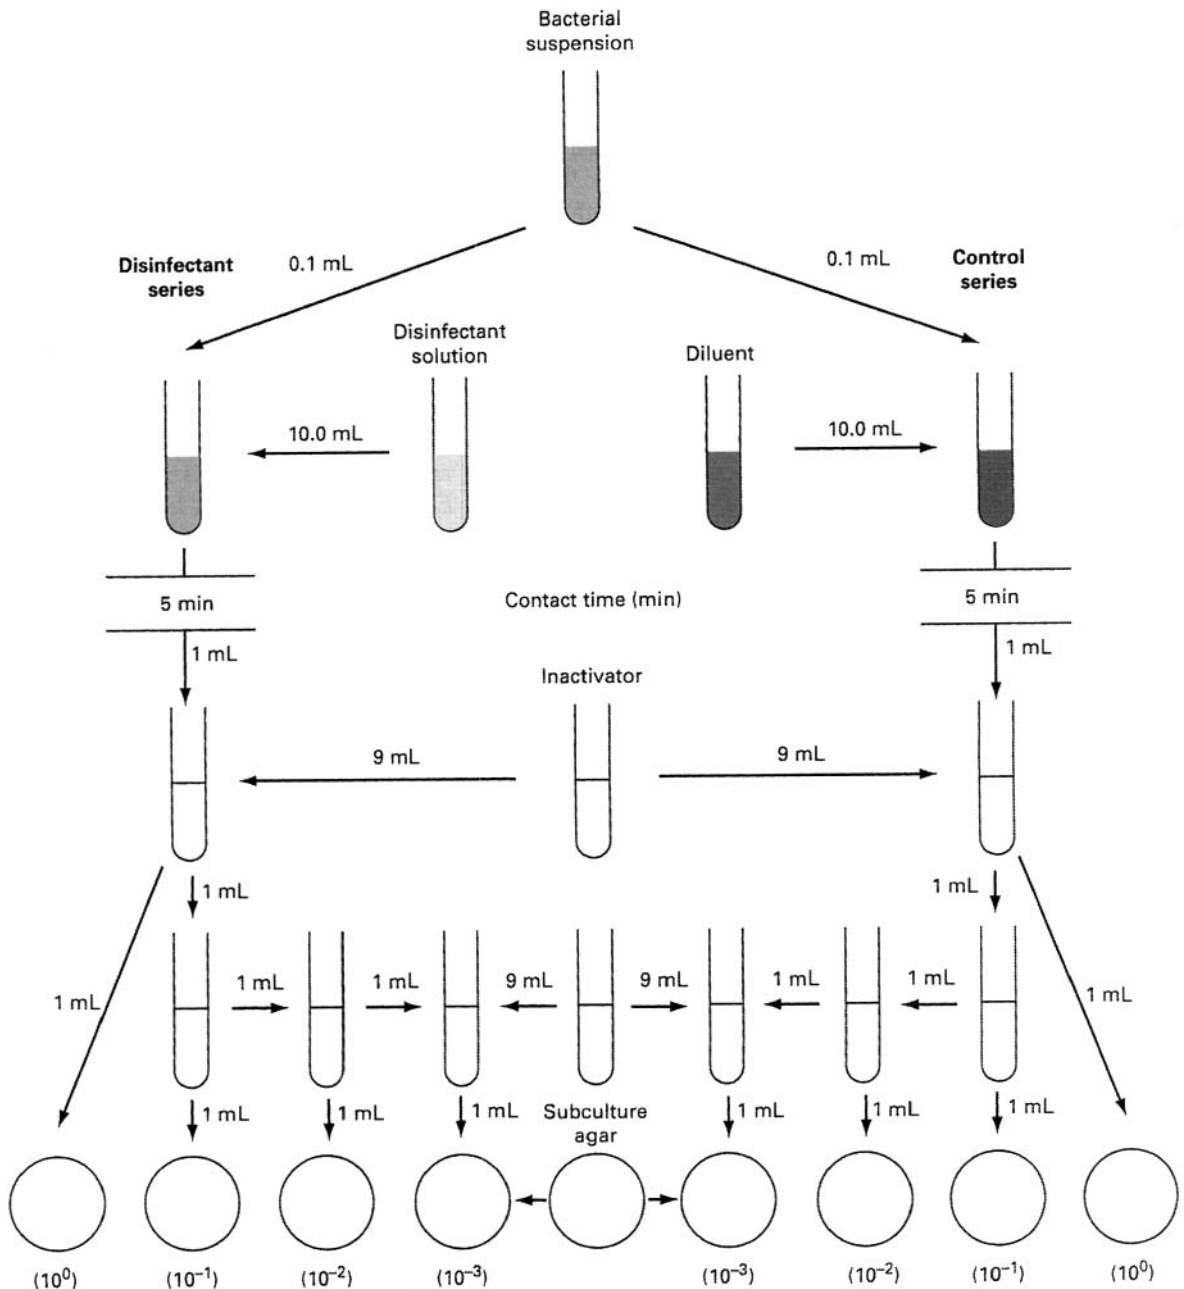 Bacterial
suspension
Disinfectant
series
0.1 mL
0.1 mL
Control
series
Disinfectant
solution
Diluent
10.0 mL
10.0 mL
5 min
Contact time (min)
5 min
1 mL
1 mL
Inactivator
9 mL
9 mL
1 mL
1 mL
1 mL
1 mL
1 mL
9 mL
9 mL
1 mL
1 mL
1 mL
1 mL
1 mL
1 mL
Subculture
agar
1 mL
1 mL
1 mL
(10⁰)
(10⁻¹)
(10⁻²)
(10⁻³)
(10⁻³)
(10⁻²)
(10⁻¹)
(10⁰)